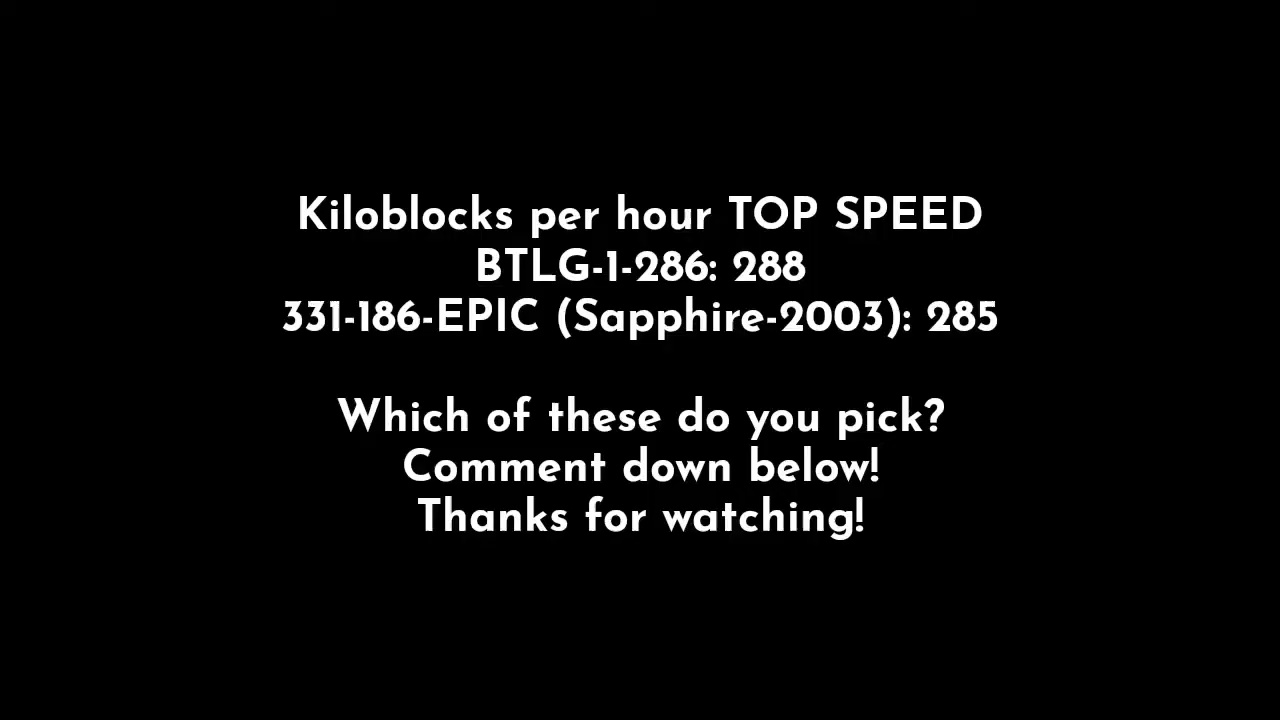 Kiloblocks per hour TOP SPEED
BTLG-1-286: 288
331-186-EPIC (Sapphire-2003): 285
Which of these do you pick?
Comment down below!
Thanks for watching!